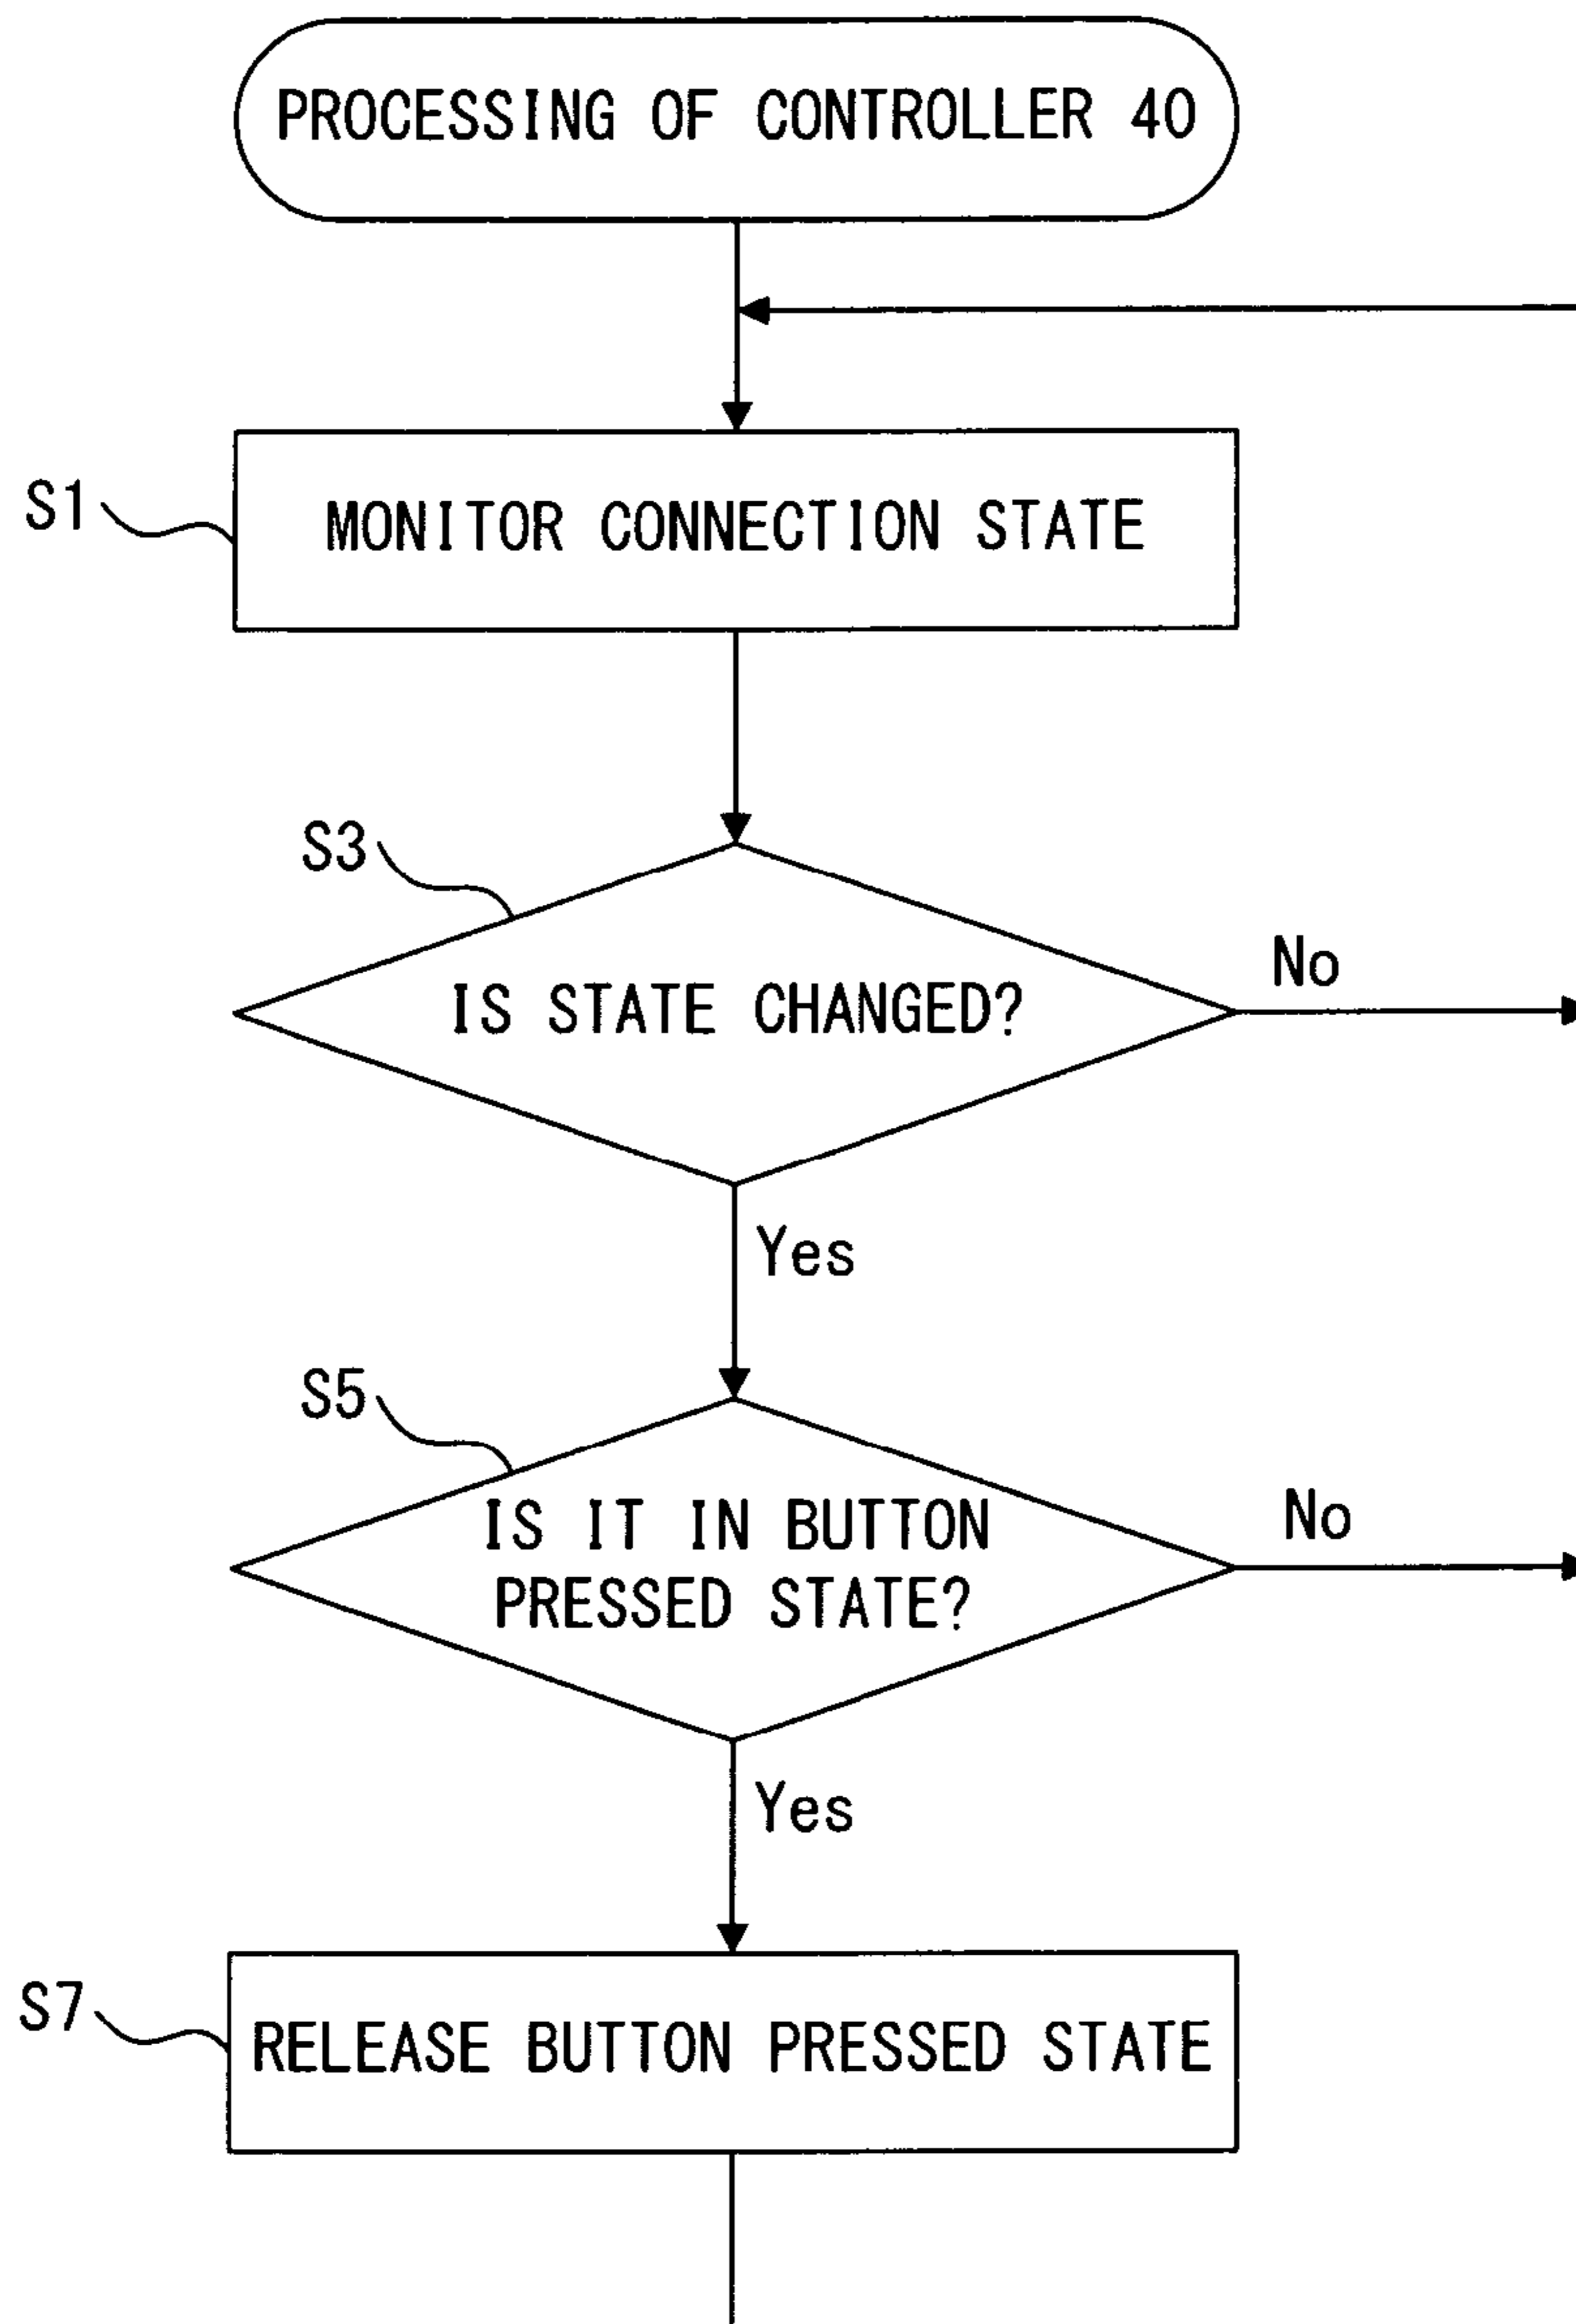 PROCESSING OF CONTROLLER 40
S1
MONITOR CONNECTION STATE
S3
IS STATE CHANGED?
No
Yes
S5
IS IT IN BUTTON
PRESSED STATE?
No
Yes
S7
RELEASE BUTTON PRESSED STATE